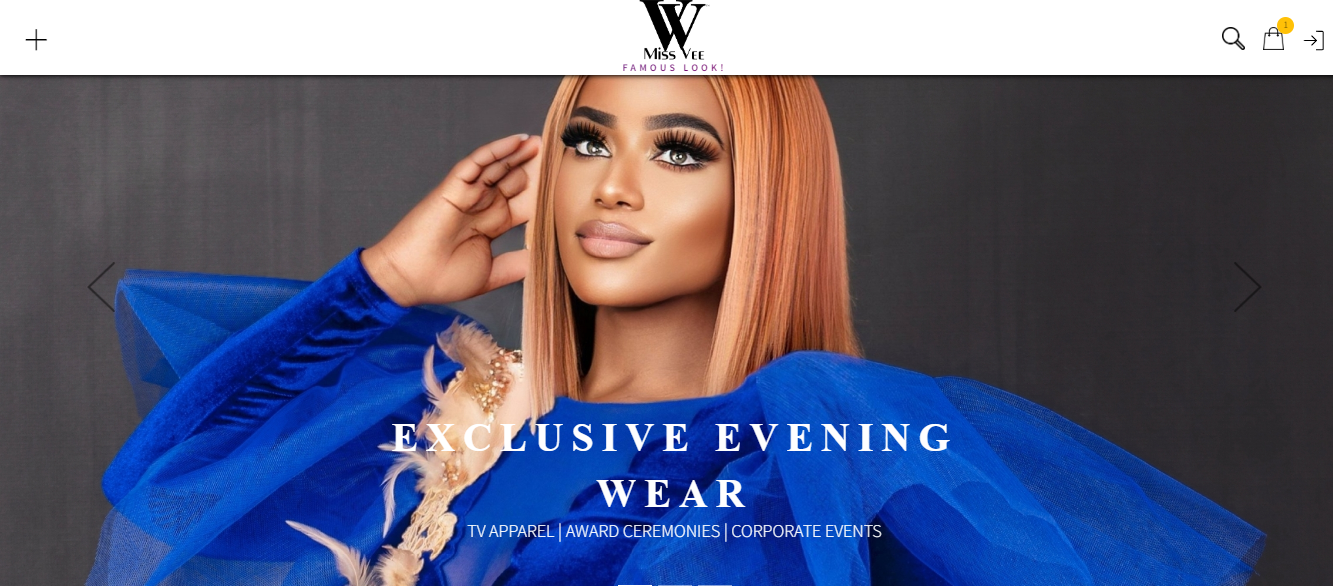 1
Miss Vee
FAMOUS LOOK!
EXCLUSIVE EVENING
WEAR
TV APPAREL | AWARD CEREMONIES | CORPORATE EVENTS